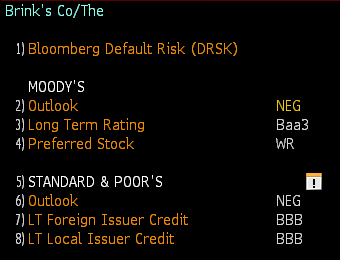 Brink's Co/The
1) Bloomberg Default Risk (DRSK)
MOODY'S
2) Outlook NEG
3) Long Term Rating Baa3
4) Preferred Stock WR
5) STANDARD & POOR'S !
6) Outlook NEG
7) LT Foreign Issuer Credit BBB
8) LT Local Issuer Credit BBB